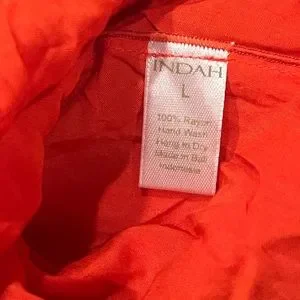 INDAH
L
100% Rayon
Hand Wash
Hang to Dry
Made in Bali
Indonesia